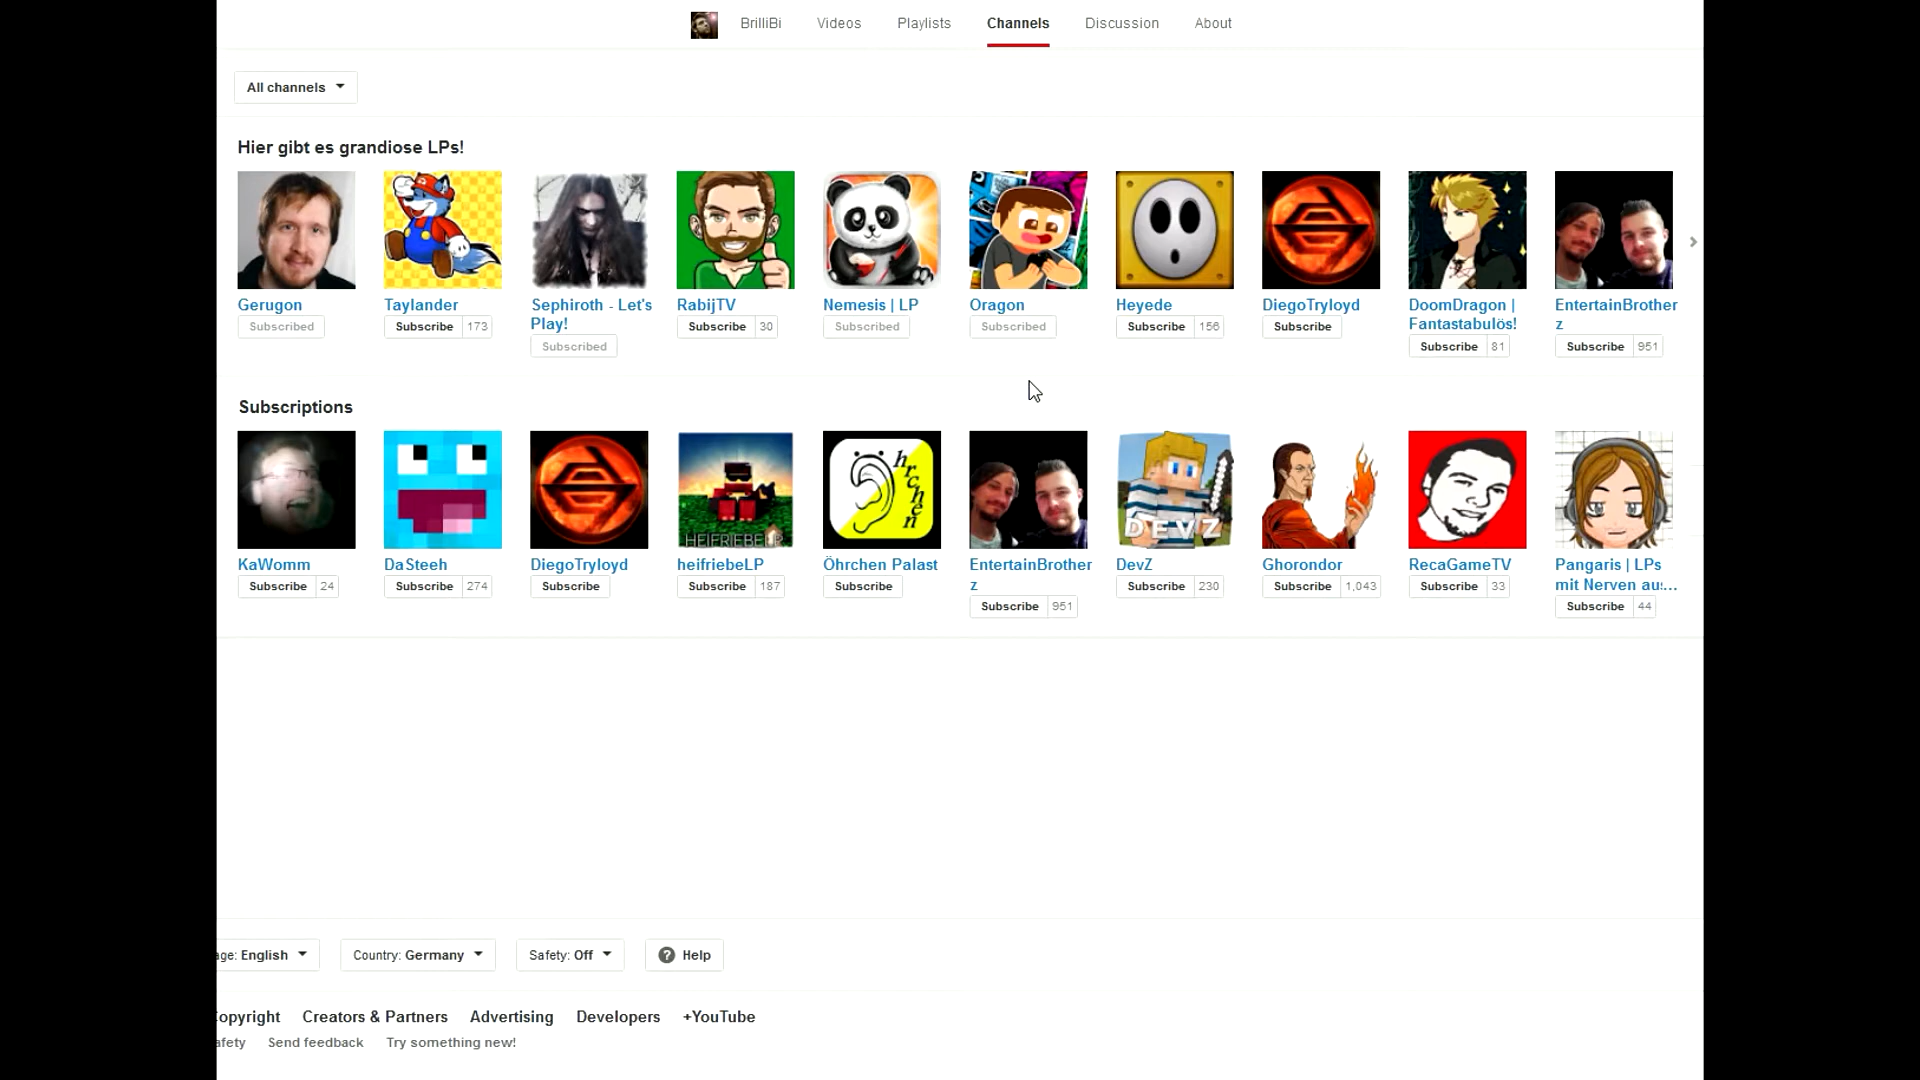 BrilliBi Videos Playlists Channels Discussion About
All channels
Hier gibt es grandiose LPs!
Gerugon
Subscribed
Taylander
Subscribe 173
Sephiroth - Let's
Play!
Subscribed
RabijTV
Subscribe 30
Nemesis | LP
Subscribed
Oragon
Subscribed
Heyede
Subscribe 156
DiegoTryloyd
Subscribe
DoomDragon |
Fantastabulös!
Subscribe 81
EntertainBrother
z
Subscribe 951
Subscriptions
KaWomm
Subscribe 24
DaSteeh
Subscribe 274
DiegoTryloyd
Subscribe
HEIFRIEBELP
heifriebeLP
Subscribe 187
hrchen
Öhrchen Palast
Subscribe
EntertainBrother
z
Subscribe 951
DEVZ
DevZ
Subscribe 230
Ghorondor
Subscribe 1,043
RecaGameTV
Subscribe 33
Pangaris | LPs
mit Nerven aus...
Subscribe 44
age: English Country: Germany Safety: Off ? Help
opyright Creators & Partners Advertising Developers +YouTube
afety Send feedback Try something new!